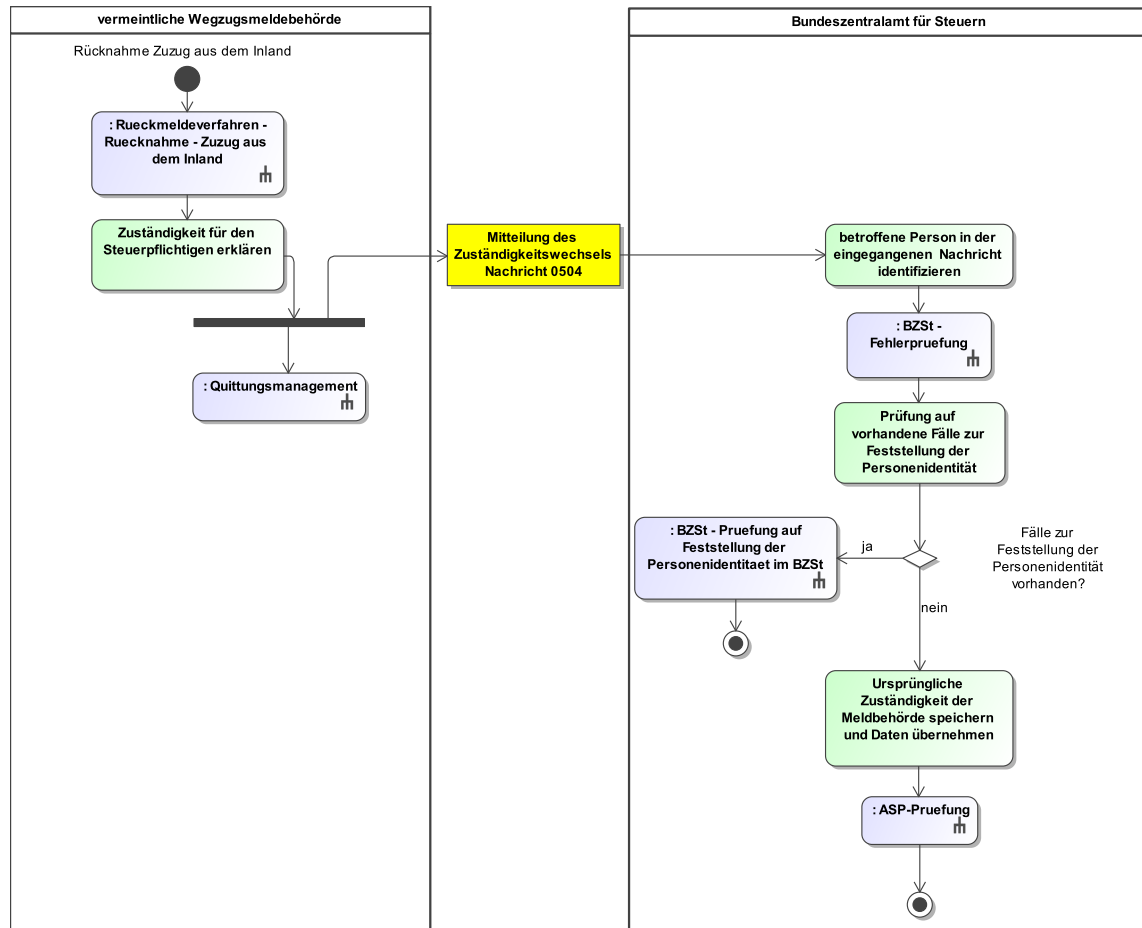 vermeintliche Wegzugsmeldebehörde
Rücknahme Zuzug aus dem Inland
: Rueckmeldeverfahren -
Ruecknahme - Zuzug aus
dem Inland
Zuständigkeit für den
Steuerpflichtigen erklären
: Quittungsmanagement
Mitteilung des
Zuständigkeitswechsels
Nachricht 0504
Bundeszentralamt für Steuern
betroffene Person in der
eingegangenen Nachricht
identifizieren
: BZSt -
Fehlerpruefung
Prüfung auf
vorhandene Fälle zur
Feststellung der
Personenidentität
: BZSt - Pruefung auf
Feststellung der
Personenidentitaet im BZSt
ja
Fälle zur
Feststellung der
Personenidentität
vorhanden?
nein
Ursprüngliche
Zuständigkeit der
Meldbehörde speichern
und Daten übernehmen
: ASP-Pruefung